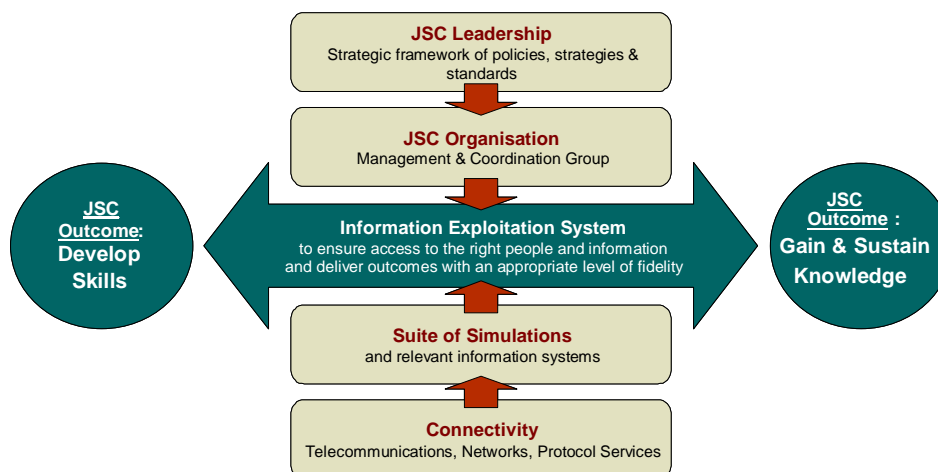 JSC Leadership
Strategic framework of policies, strategies &
standards
JSC Organisation
Management & Coordination Group
JSC
Outcome:
Develop
Skills
Information Exploitation System
to ensure access to the right people and information
and deliver outcomes with an appropriate level of fidelity
JSC
Outcome :
Gain & Sustain
Knowledge
Suite of Simulations
and relevant information systems
Connectivity
Telecommunications, Networks, Protocol Services